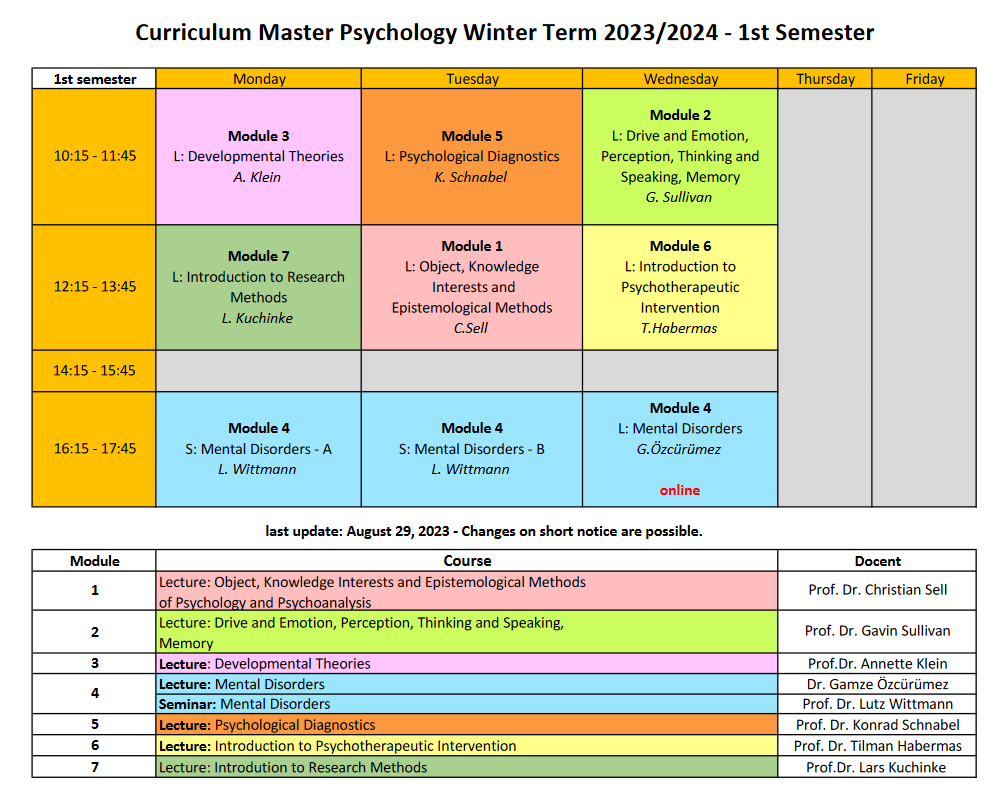 Curriculum Master Psychology Winter Term 2023/2024 - 1st Semester
1st semester Monday Tuesday Wednesday Thursday Friday
10:15 - 11:45
Module 3
L: Developmental Theories
A. Klein
Module 5
L: Psychological Diagnostics
K. Schnabel
Module 2
L: Drive and Emotion,
Perception, Thinking and
Speaking, Memory
G. Sullivan
12:15 - 13:45
Module 7
L: Introduction to Research
Methods
L. Kuchinke
Module 1
L: Object, Knowledge
Interests and
Epistemological Methods
C.Sell
Module 6
L: Introduction to
Psychotherapeutic
Intervention
T.Habermas
14:15 - 15:45
16:15 - 17:45
Module 4
S: Mental Disorders - A
L. Wittmann
Module 4
S: Mental Disorders - B
L. Wittmann
Module 4
L: Mental Disorders
G.Özcürümez
online
last update: August 29, 2023 - Changes on short notice are possible.
Module Course Docent
1
Lecture: Object, Knowledge Interests and Epistemological Methods
of Psychology and Psychoanalysis
Prof. Dr. Christian Sell
2
Lecture: Drive and Emotion, Perception, Thinking and Speaking,
Memory
Prof. Dr. Gavin Sullivan
3 Lecture: Developmental Theories Prof.Dr. Annette Klein
4
Lecture: Mental Disorders Dr. Gamze Özcürümez
Seminar: Mental Disorders Prof. Dr. Lutz Wittmann
5 Lecture: Psychological Diagnostics Prof. Dr. Konrad Schnabel
6 Lecture: Introduction to Psychotherapeutic Intervention Prof. Dr. Tilman Habermas
7 Lecture: Introdution to Research Methods Prof.Dr. Lars Kuchinke